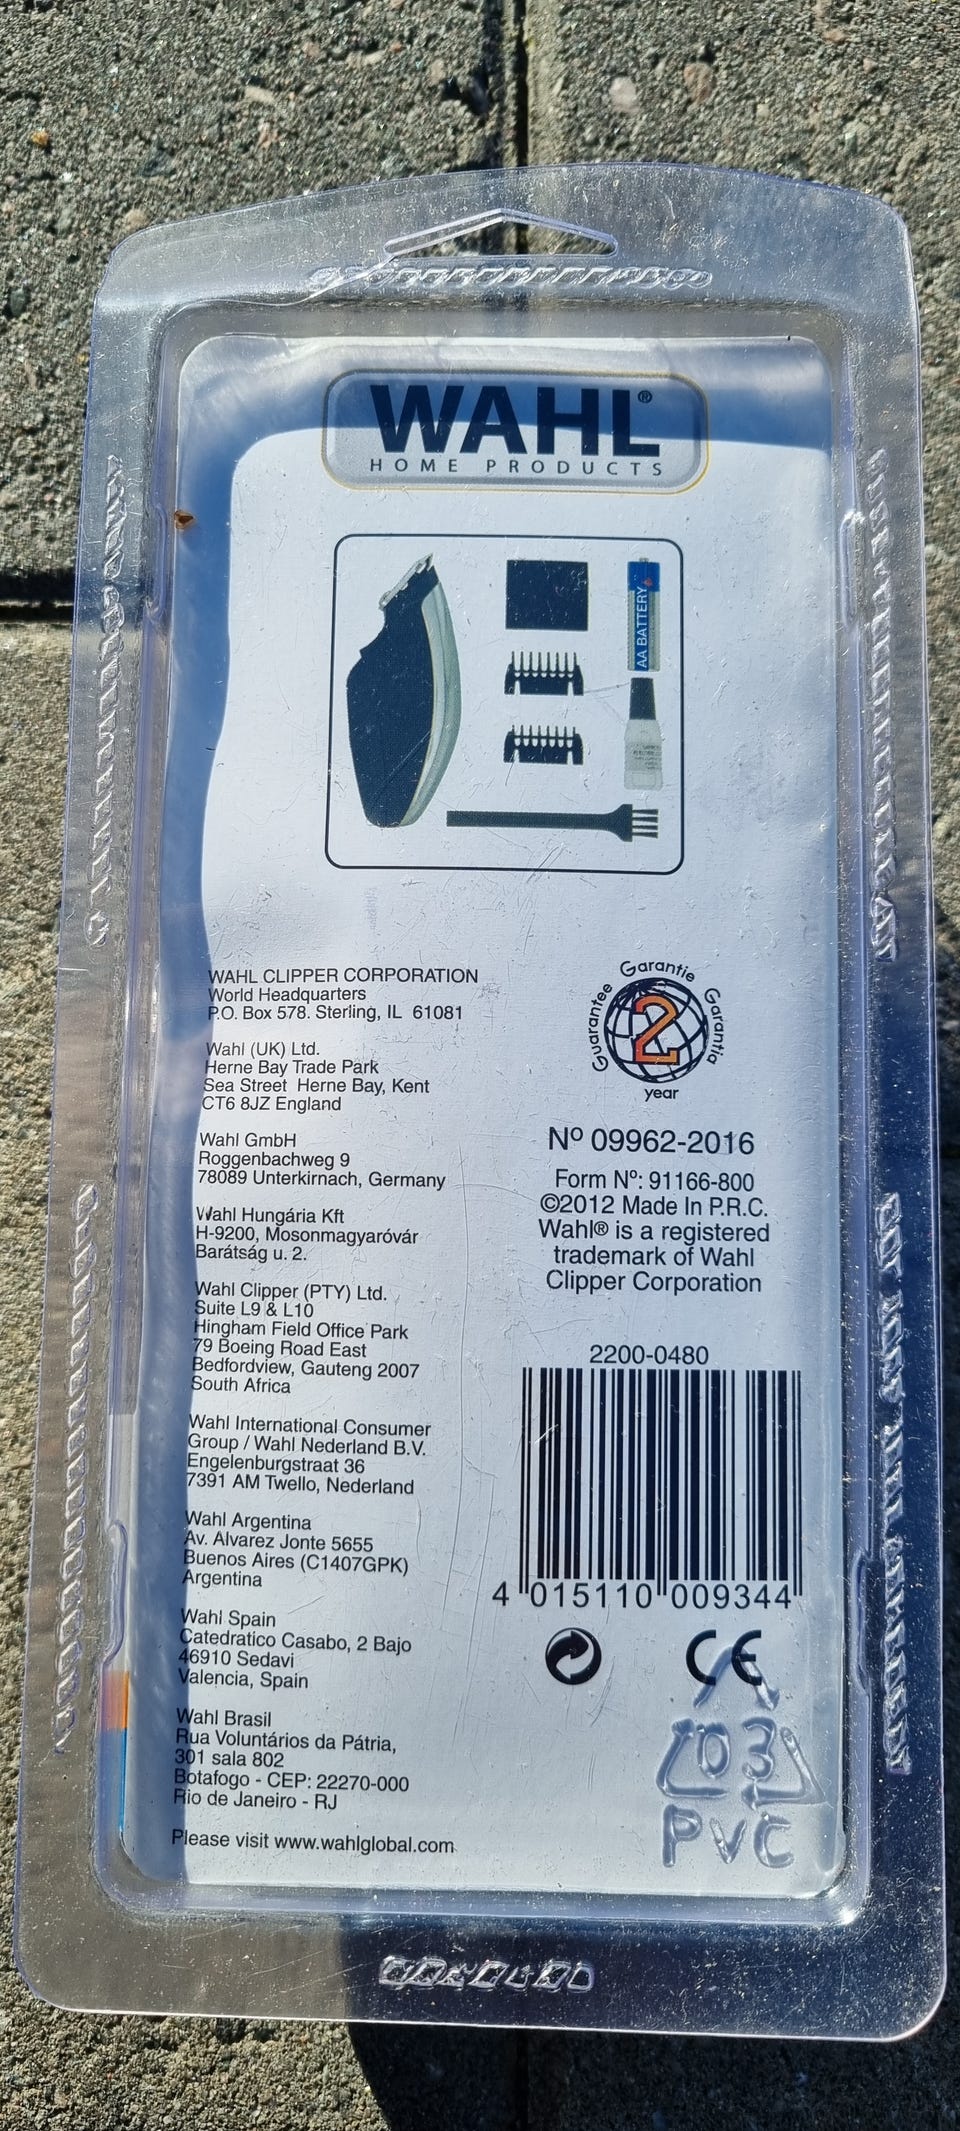 WAHL®
HOME PRODUCTS
AA BATTERY
WAHL CLIPPER CORPORATION
World Headquarters
P.O. Box 578. Sterling, IL 61081
Wahl (UK) Ltd.
Herne Bay Trade Park
Sea Street Herne Bay, Kent
CT6 8JZ England
Wahl GmbH
Roggenbachweg 9
78089 Unterkirnach, Germany
Wahl Hungária Kft
H-9200, Mosonmagyaróvár
Barátság u. 2.
Wahl Clipper (PTY) Ltd.
Suite L9 & L10
Hingham Field Office Park
79 Boeing Road East
Bedfordview, Gauteng 2007
South Africa
Wahl International Consumer
Group / Wahl Nederland B.V.
Engelenburgstraat 36
7391 AM Twello, Nederland
Wahl Argentina
Av. Alvarez Jonte 5655
Buenos Aires (C1407GPK)
Argentina
Wahl Spain
Catedratico Casabo, 2 Bajo
46910 Sedavi
Valencia, Spain
Wahl Brasil
Rua Voluntários da Pátria,
301 sala 802
Botafogo - CEP: 22270-000
Rio de Janeiro - RJ
Please visit www.wahlglobal.com
Guarantee
Garantie
Garantia
2
year
Nº 09962-2016
Form Nº: 91166-800
©2012 Made In P.R.C.
Wahl® is a registered
trademark of Wahl
Clipper Corporation
2200-0480
4 015110 009344
CE
03
PVC